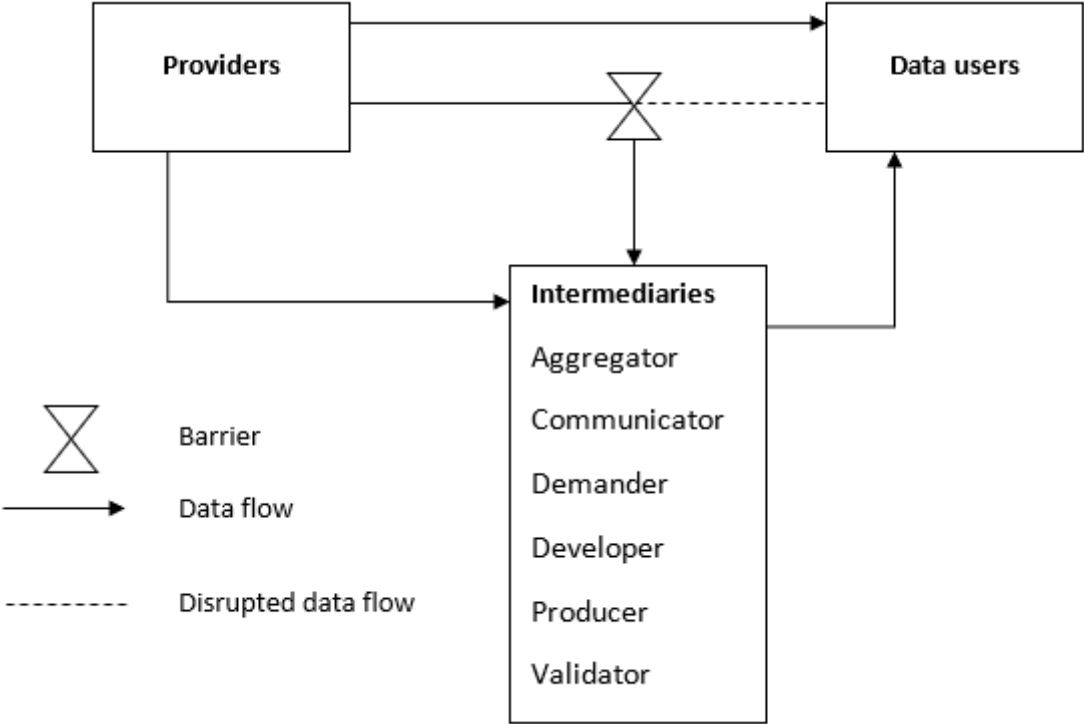 Providers
Data users
Intermediaries
Aggregator
Communicator
Demander
Developer
Producer
Validator
Barrier
Data flow
Disrupted data flow